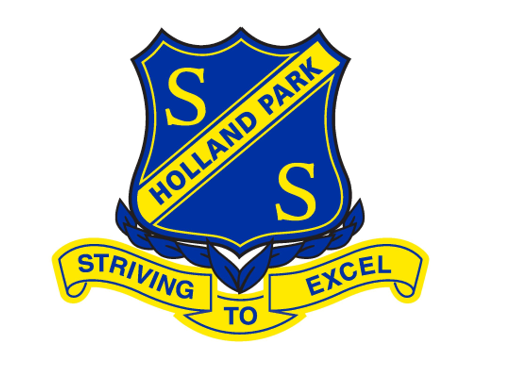 S
HOLLAND PARK
S
STRIVING
TO
EXCEL